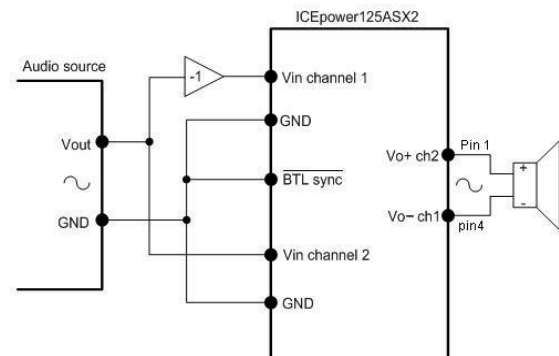 ICEpower125ASX2
Audio source
-1
Vin channel 1
GND
Vout
Vo+ ch2
Pin 1
+
BTL sync
-
GND
Vo− ch1
pin4
Vin channel 2
GND